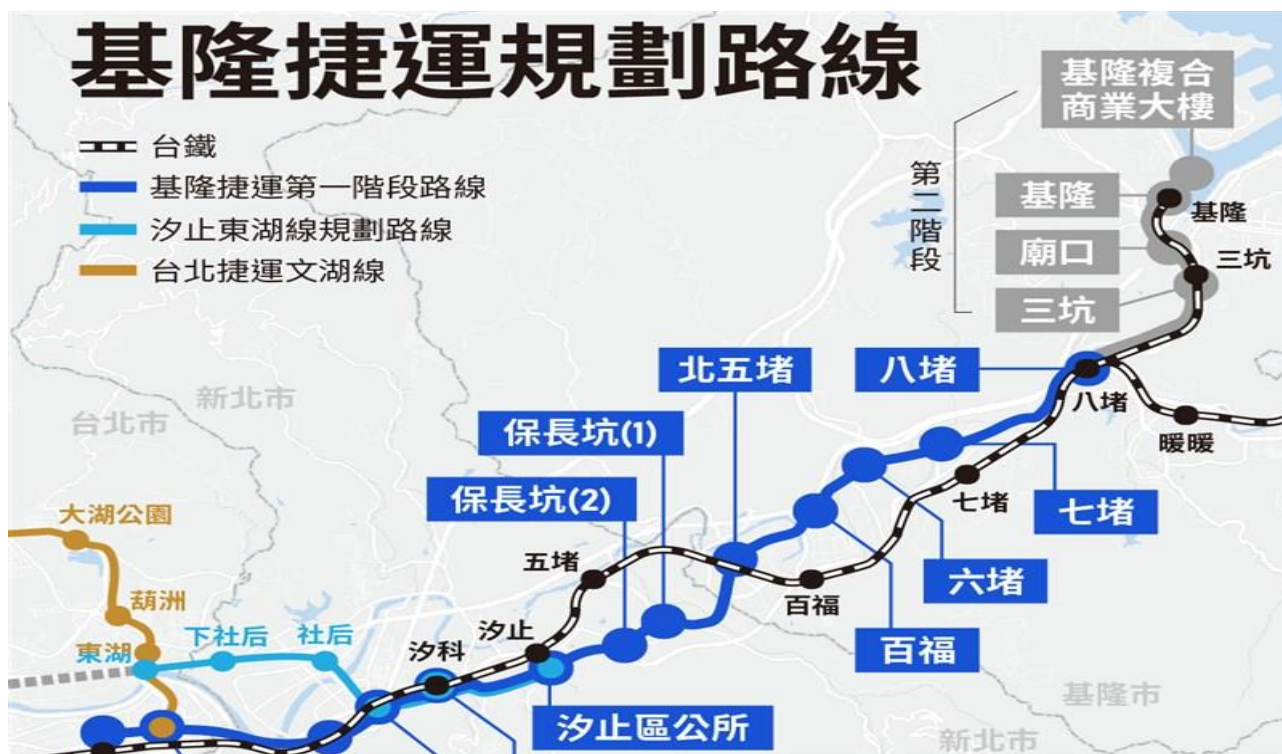 基隆捷運規劃路線
台鐵
基隆捷運第一階段路線
汐止東湖線規劃路線
台北捷運文湖線
基隆複合
商業大樓
第二階段
基隆
基隆
廟口
三坑
三坑
北五堵
八堵
八堵
暖暖
新北市
台北市
保長坑(1)
保長坑(2)
七堵
七堵
大湖公園
五堵
百福
六堵
葫洲
下社后
社后
汐科
汐止
百福
東湖
汐止區公所
基隆市
新北市